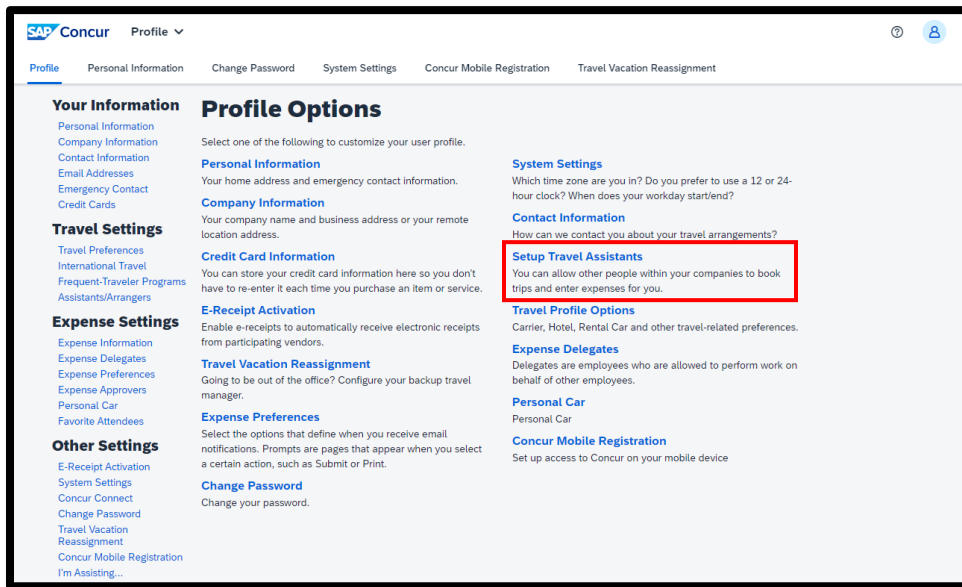 SAP Concur Profile
Profile Personal Information Change Password System Settings Concur Mobile Registration Travel Vacation Reassignment
Your Information
Personal Information
Company Information
Contact Information
Email Addresses
Emergency Contact
Credit Cards
Travel Settings
Travel Preferences
International Travel
Frequent-Traveler Programs
Assistants/Arrangers
Expense Settings
Expense Information
Expense Delegates
Expense Preferences
Expense Approvers
Personal Car
Favorite Attendees
Other Settings
E-Receipt Activation
System Settings
Concur Connect
Change Password
Travel Vacation
Reassignment
Concur Mobile Registration
I'm Assisting...
Profile Options
Select one of the following to customize your user profile.
Personal Information
Your home address and emergency contact information.
Company Information
Your company name and business address or your remote
location address.
Credit Card Information
You can store your credit card information here so you don't
have to re-enter it each time you purchase an item or service.
E-Receipt Activation
Enable e-receipts to automatically receive electronic receipts
from participating vendors.
Travel Vacation Reassignment
Going to be out of the office? Configure your backup travel
manager.
Expense Preferences
Select the options that define when you receive email
notifications. Prompts are pages that appear when you select
a certain action, such as Submit or Print.
Change Password
Change your password.
System Settings
Which time zone are you in? Do you prefer to use a 12 or 24-
hour clock? When does your workday start/end?
Contact Information
How can we contact you about your travel arrangements?
Setup Travel Assistants
You can allow other people within your companies to book
trips and enter expenses for you.
Travel Profile Options
Carrier, Hotel, Rental Car and other travel-related preferences.
Expense Delegates
Delegates are employees who are allowed to perform work on
behalf of other employees.
Personal Car
Personal Car
Concur Mobile Registration
Set up access to Concur on your mobile device